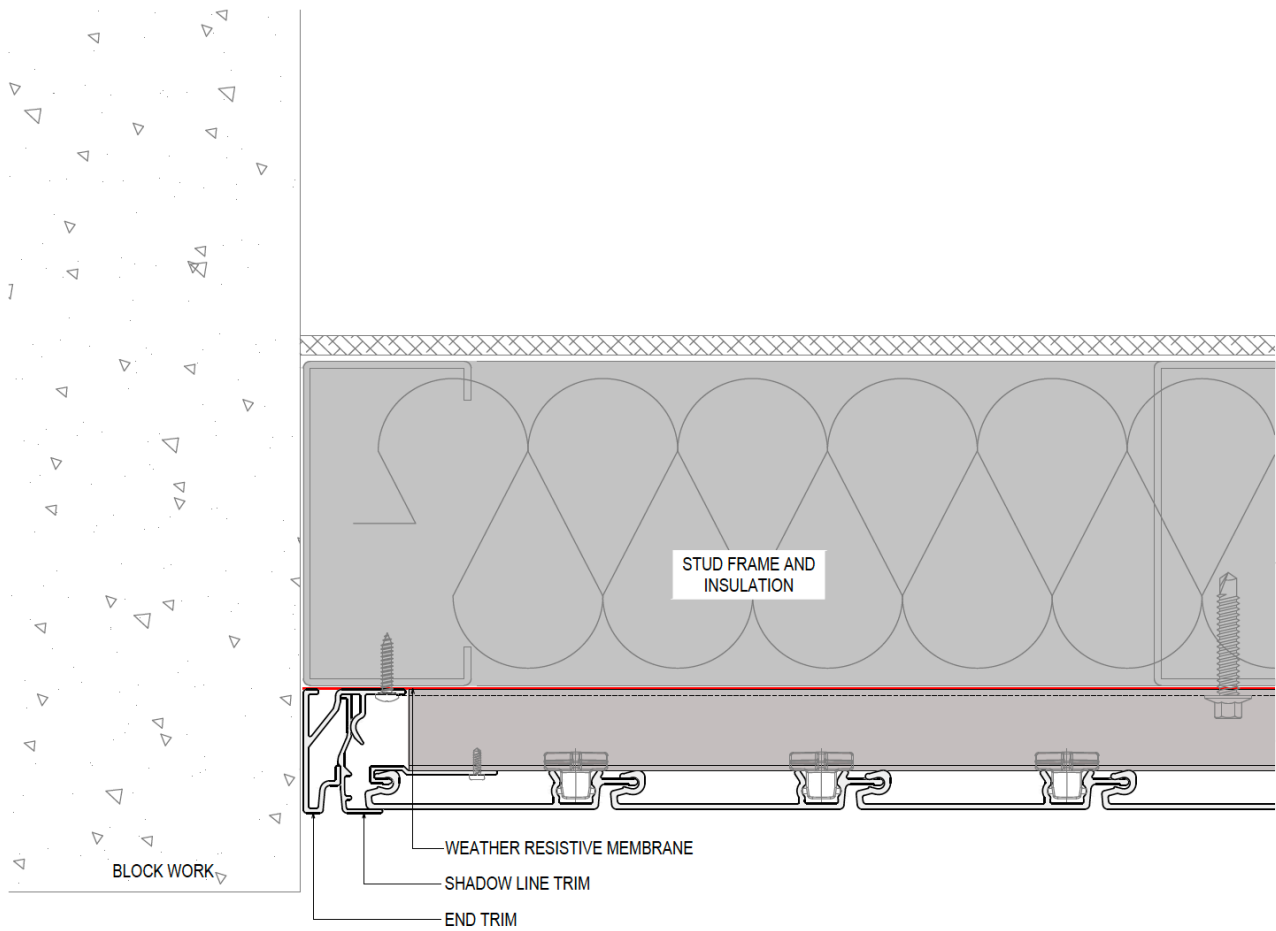 STUD FRAME AND
INSULATION
WEATHER RESISTIVE MEMBRANE
BLOCK WORK
SHADOW LINE TRIM
END TRIM